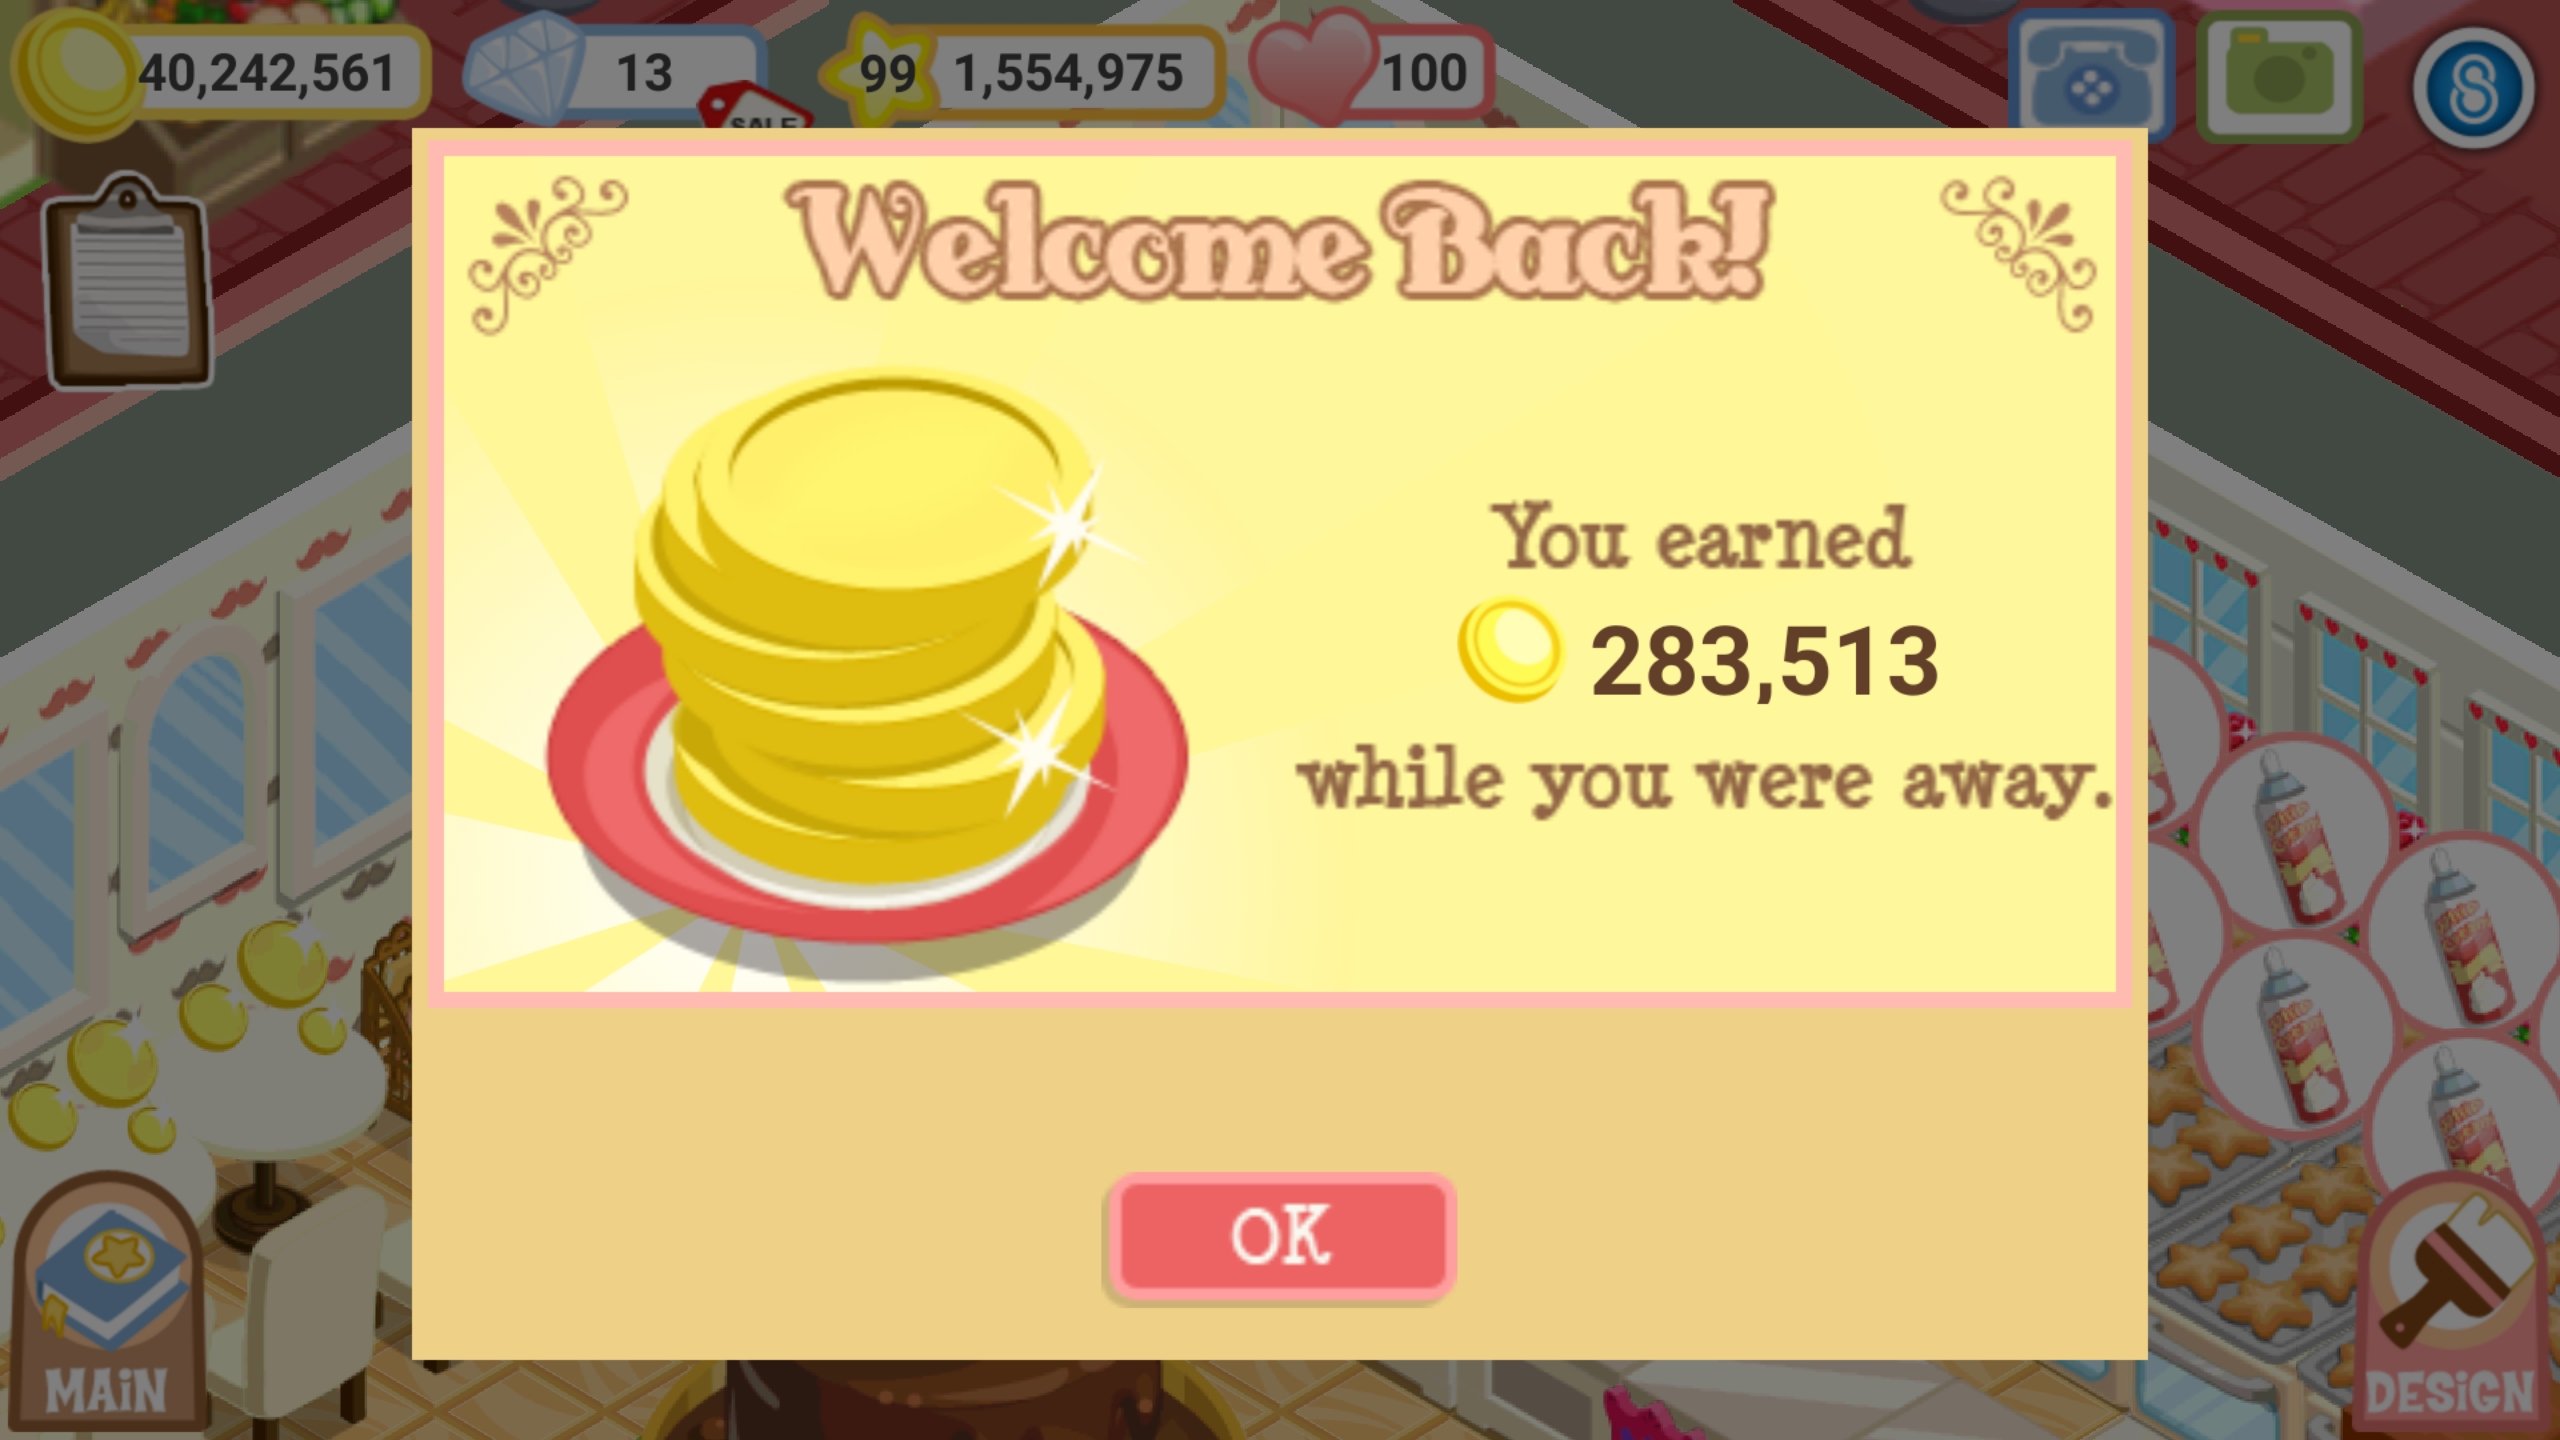 40,242,561
13
SALE
99
1,554,975
100
Welcome Back!
You earned
283,513
while you were away.
OK
MAiN
DESiGN